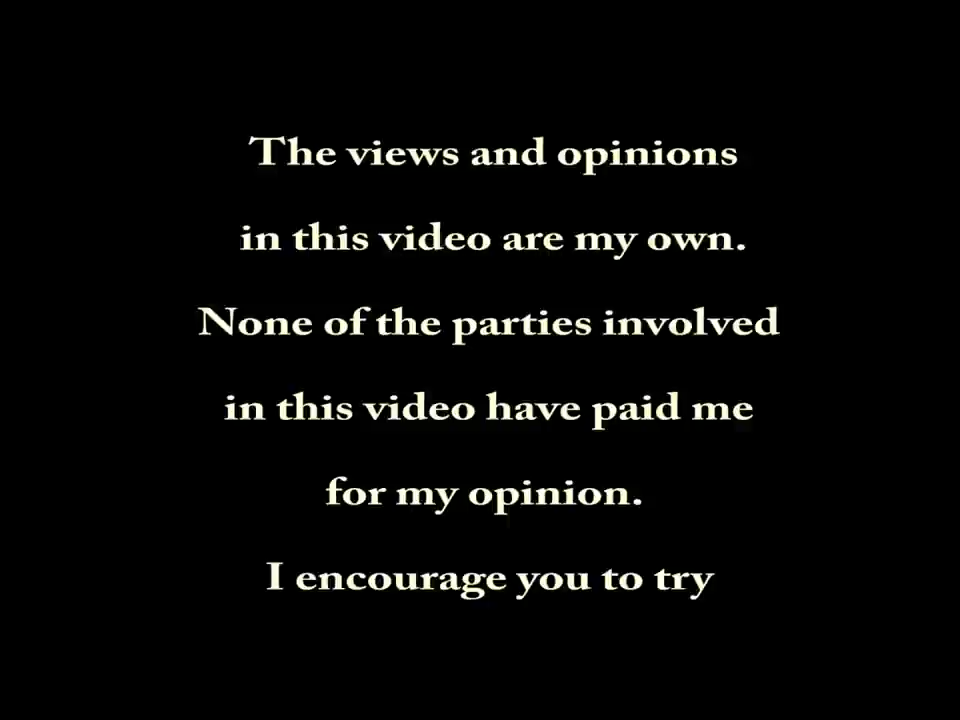 The views and opinions
in this video are my own.
None of the parties involved
in this video have paid me
for my opinion.
I encourage you to try